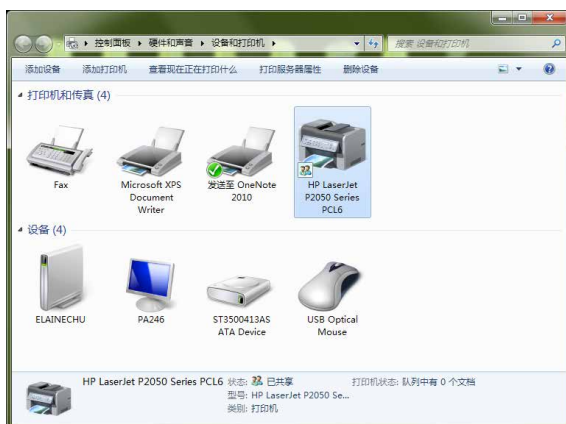 控制面板 ▸ 硬件和声音 ▸ 设备和打印机 ▸
搜索 设备和打印机
添加设备 添加打印机 查看现在正在打印什么 打印服务器属性 删除设备
打印机和传真 (4)
Fax
Microsoft XPS
Document
Writer
发送至 OneNote
2010
HP LaserJet
P2050 Series
PCL6
设备 (4)
ELAINECHU
PA246
ST3500413AS
ATA Device
USB Optical
Mouse
HP LaserJet P2050 Series PCL6 状态: 已共享 打印机状态: 队列中有 0 个文档
型号: HP LaserJet P2050 Se...
类别: 打印机